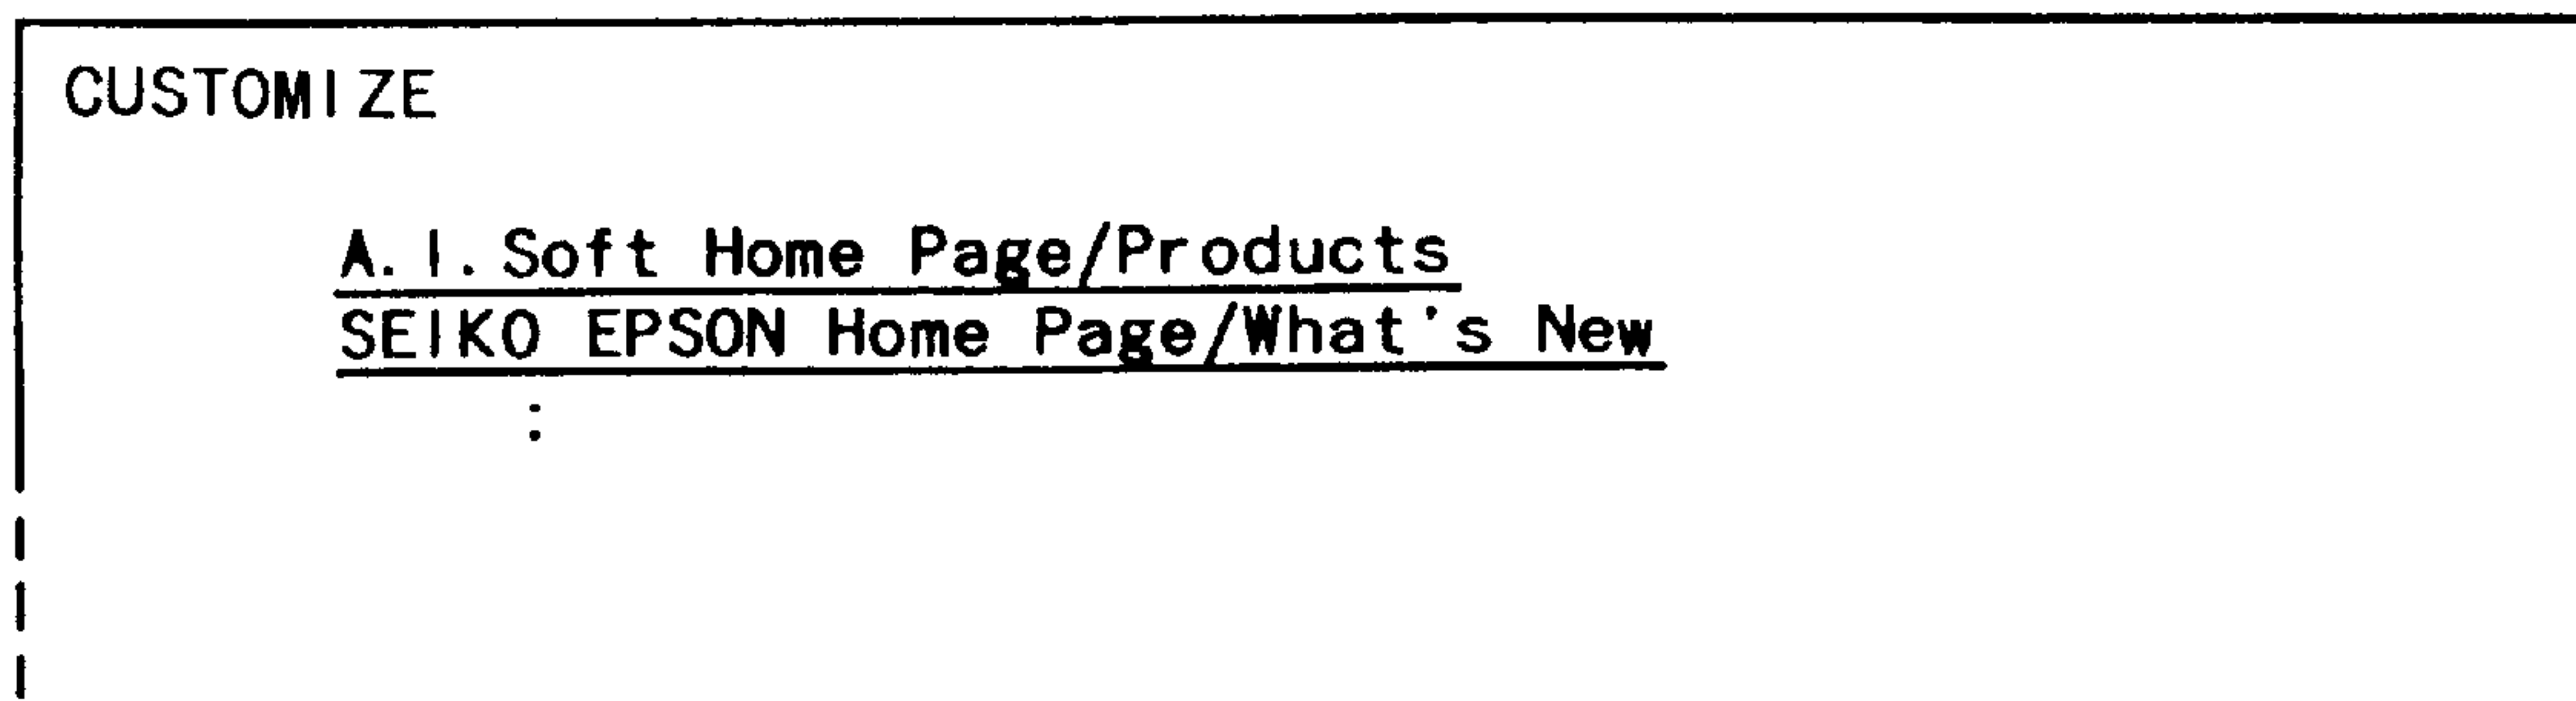 CUSTOMIZE
A.I.Soft Home Page/Products
SEIKO EPSON Home Page/What's New
: